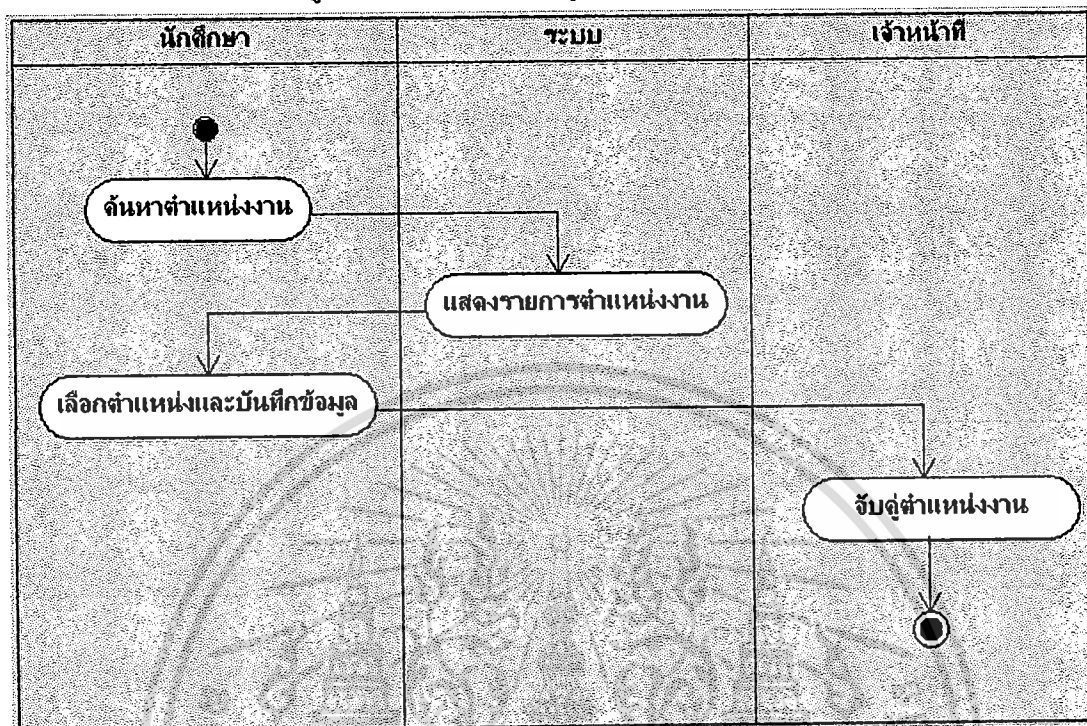 นักศึกษา
ระบบ
เจ้าหน้าที่
ค้นหาตำแหน่งงาน
แสดงรายการตำแหน่งงาน
เลือกตำแหน่งและบันทึกข้อมูล
จับคู่ตำแหน่งงาน